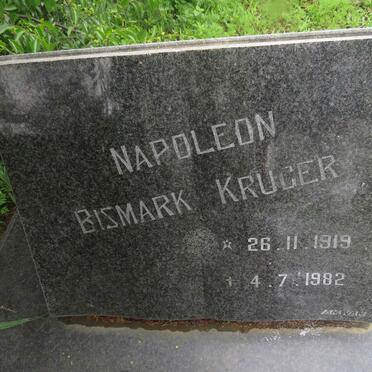 NAPOLEON
BISMARK KRUGER
☆ 26.11.1919
† 4.7.1982